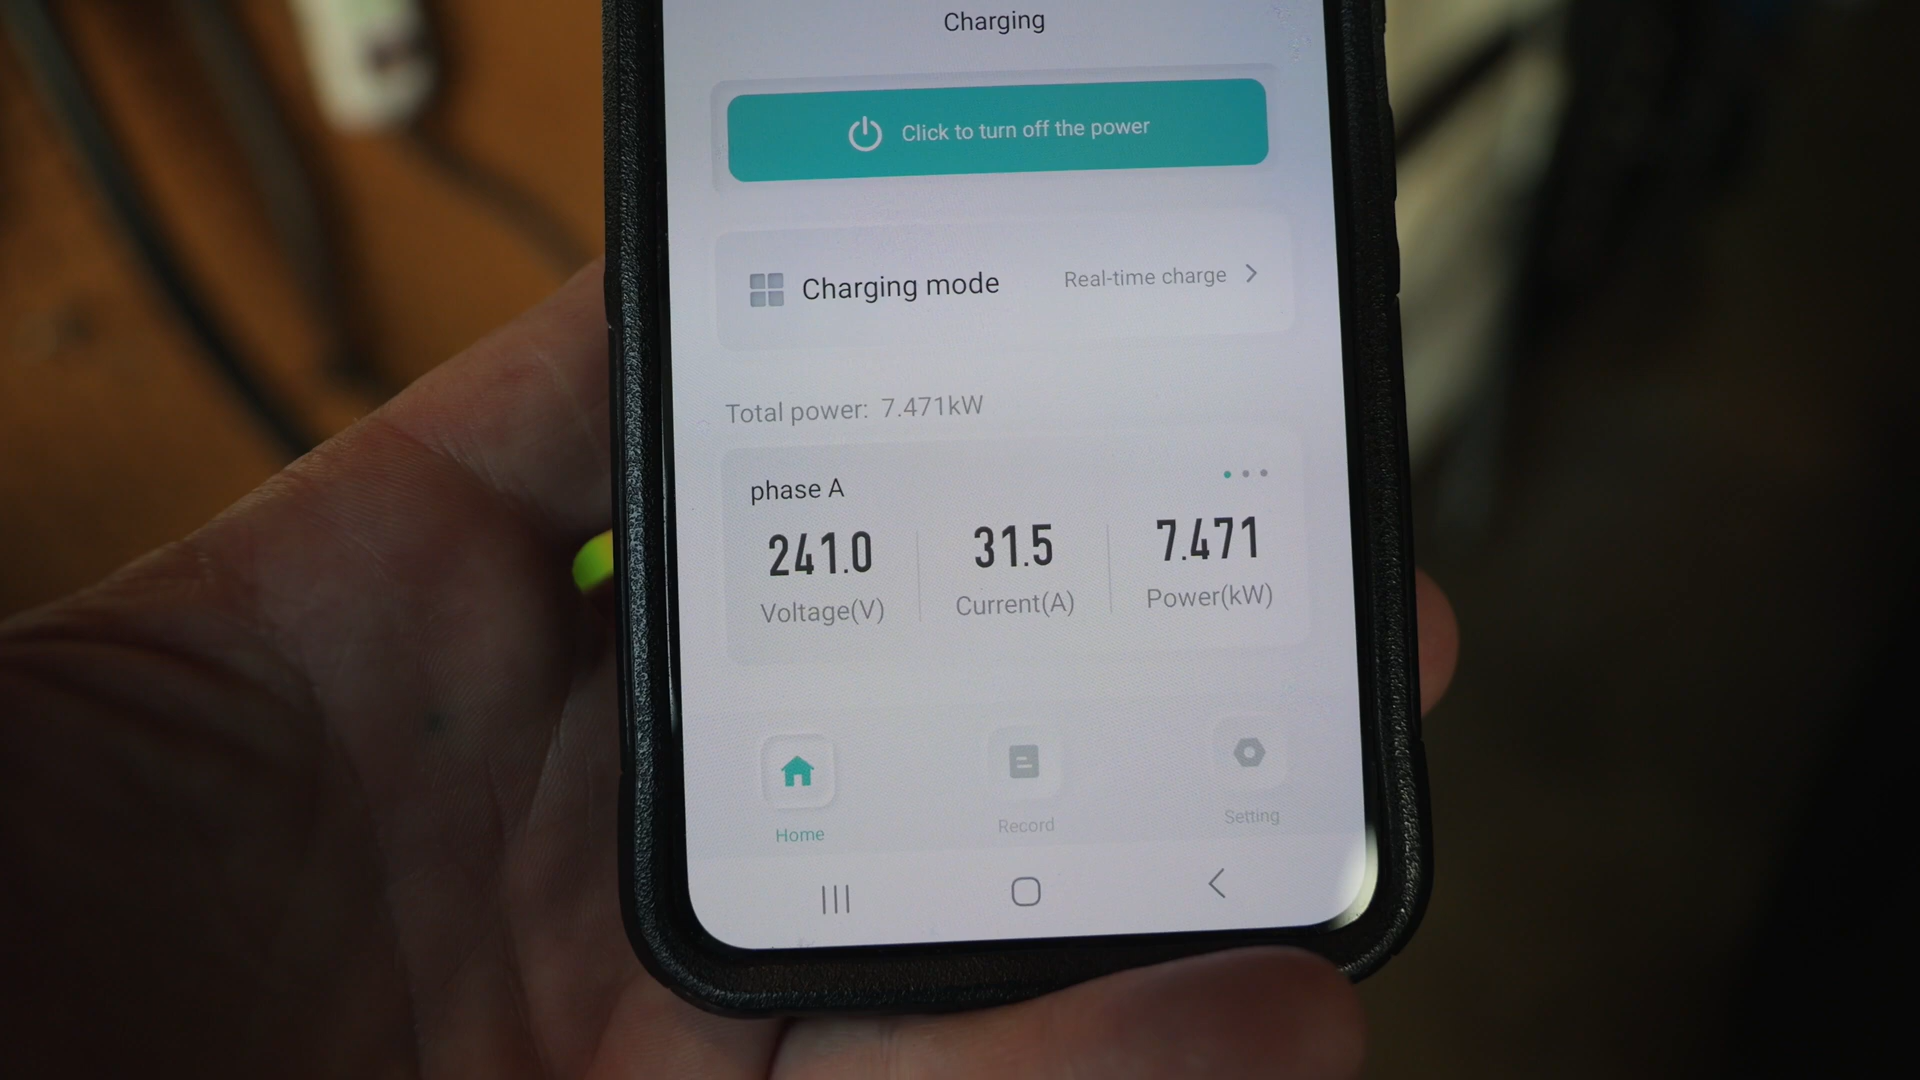 Charging
Click to turn off the power
Charging mode
Real-time charge
Total power: 7.471kW
phase A
241.0 31.5 7.471
Voltage(V) Current(A) Power(kW)
Home Record Setting